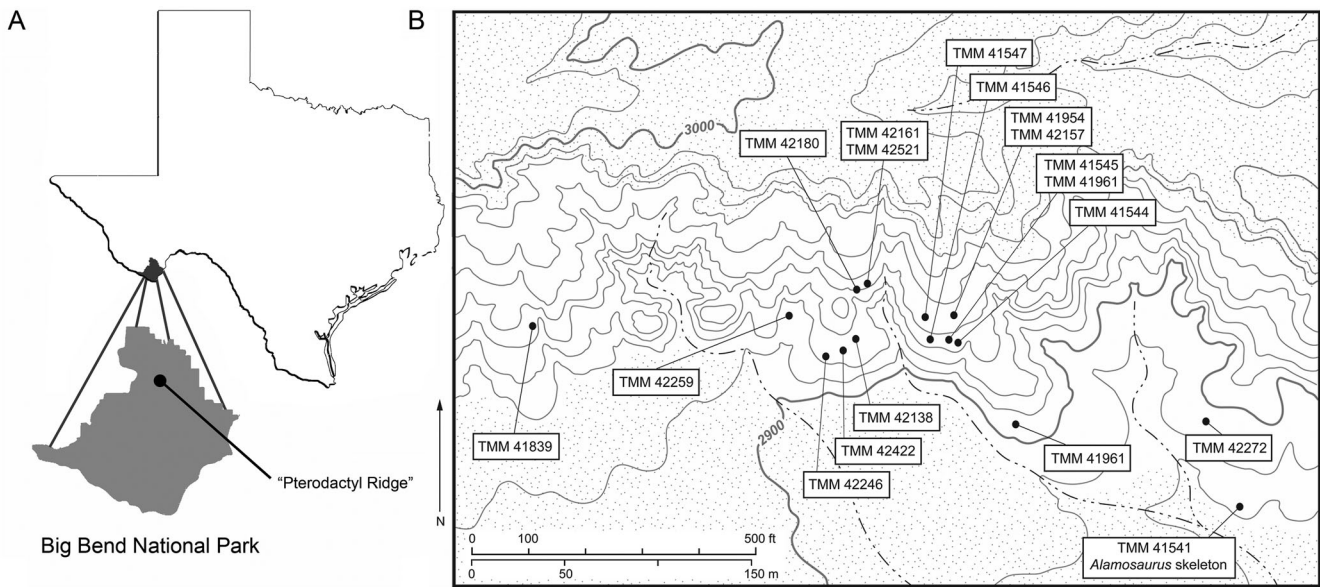 A
"Pterodactyl Ridge"
N
Big Bend National Park
B
3000
2900
TMM 41547
TMM 41546
TMM 41954
TMM 42157
TMM 42180
TMM 42161
TMM 42521
TMM 41545
TMM 41961
TMM 41544
TMM 42259
TMM 41839
TMM 42138
TMM 42422
TMM 42246
TMM 41961
TMM 42272
TMM 41541
Alamosaurus skeleton
0 100 500 ft
0 50 150 m